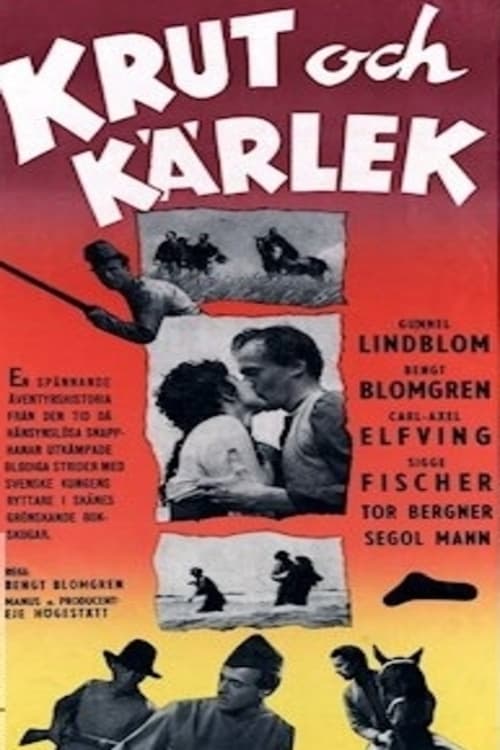 KRUT och
KÄRLEK
GUNNEL
LINDBLOM
BENGT
BLOMGREN
CARL-AXEL
ELFVING
SIGGE
FISCHER
TOR BERGNER
SEGOL MANN
EN SPÄNNANDE
ÄVENTYRSHISTORIA
FRÅN DEN TID DÅ
HÄNSYNSLÖSA SNAPP-
HANAR UTKÄMPADE
BLODIGA STRIDER MED
SVENSKE KUNGENS
RYTTARE I SKÅNES
GRÖNSKANDE BOK-
SKOGAR.
REGI
BENGT BLOMGREN
MANUS o. PRODUCENT:
EJE HÖGESTÄTT